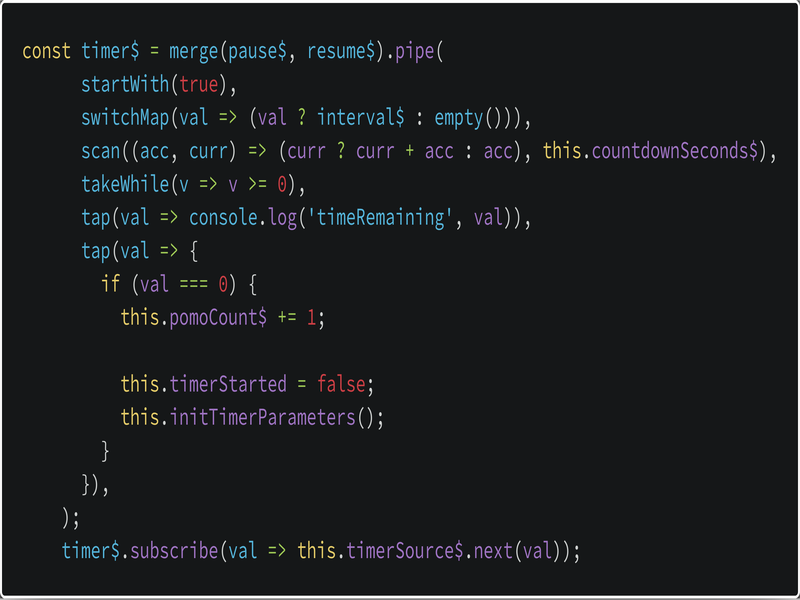 const timer$ = merge(pause$, resume$).pipe(
startWith(true),
switchMap(val => (val ? interval$ : empty())),
scan((acc, curr) => (curr ? curr + acc : acc), this.countdownSeconds$),
takeWhile(v => v >= 0),
tap(val => console.log('timeRemaining', val)),
tap(val => {
if (val === 0) {
this.pomoCount$ += 1;
this.timerStarted = false;
this.initTimerParameters();
}
}),
);
timer$.subscribe(val => this.timerSource$.next(val));